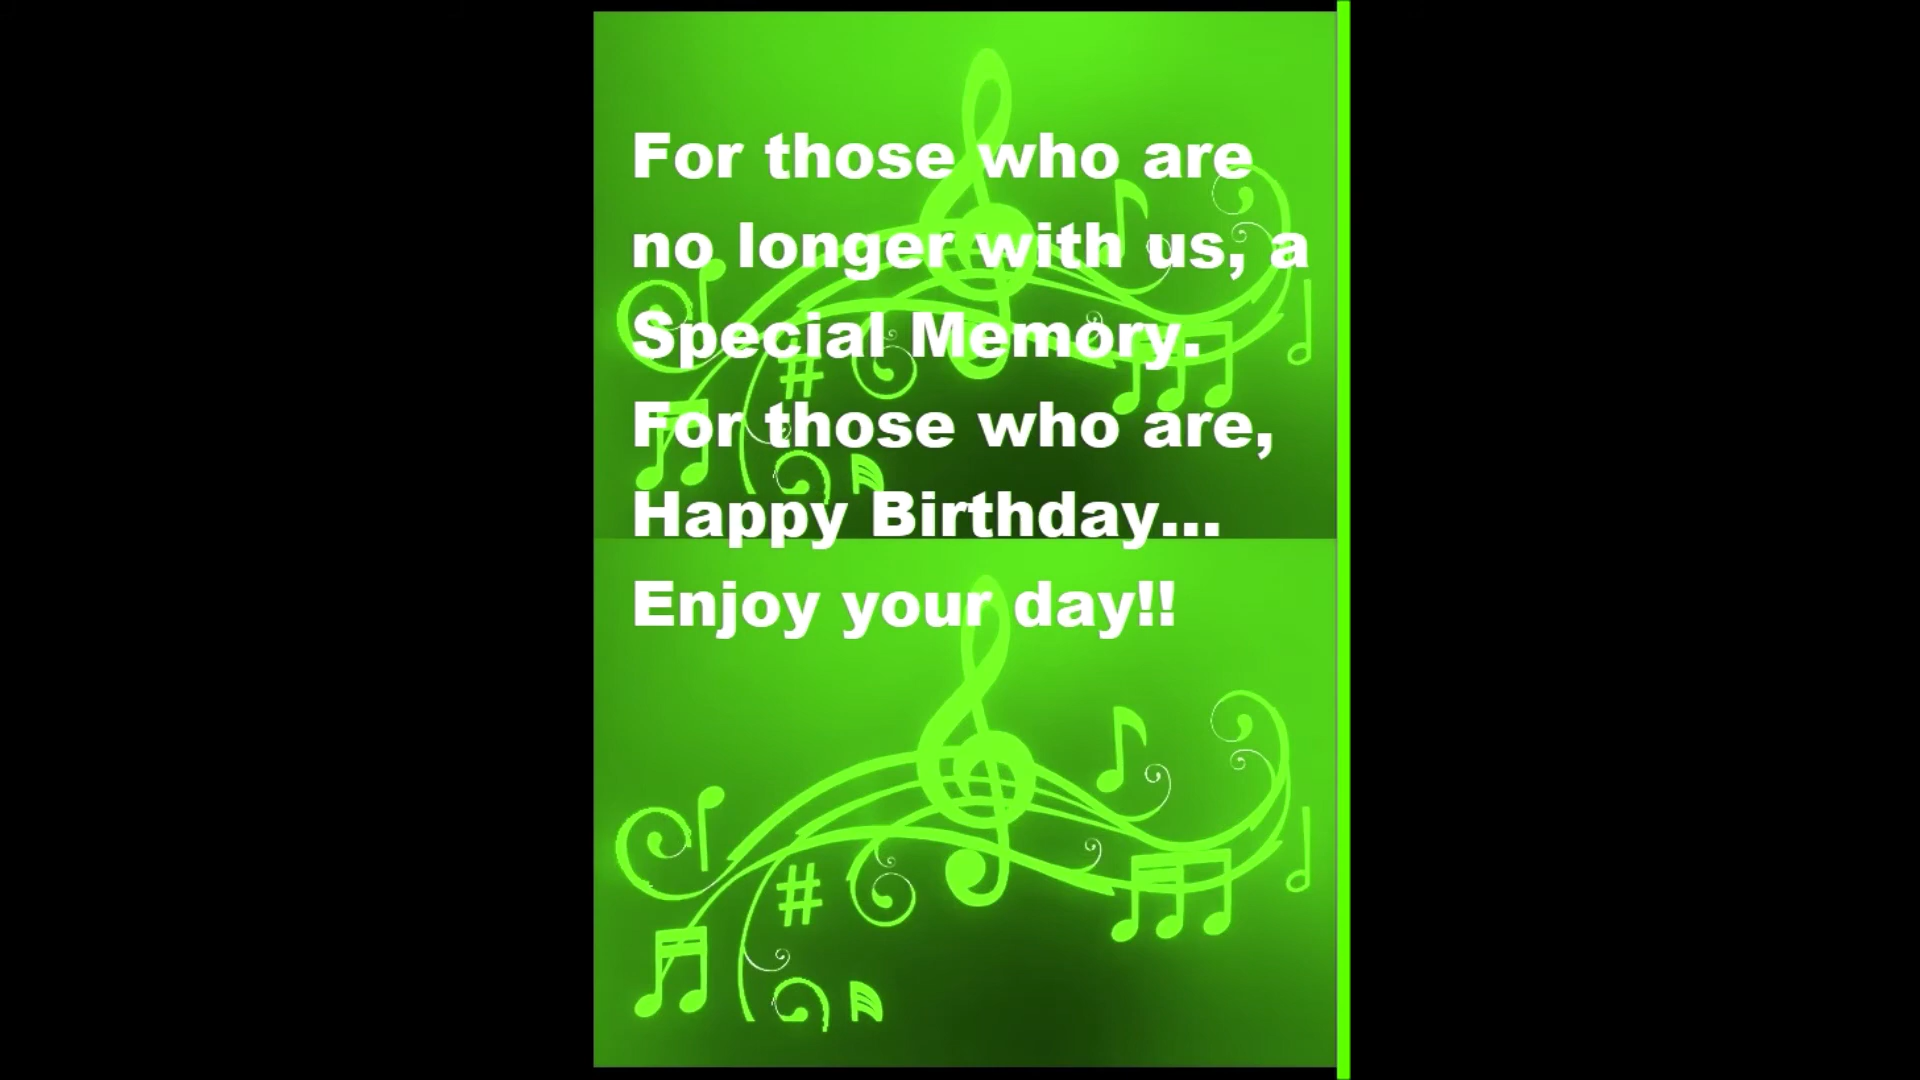 For those who are
no longer with us, a
Special Memory.
For those who are,
Happy Birthday...
Enjoy your day!!